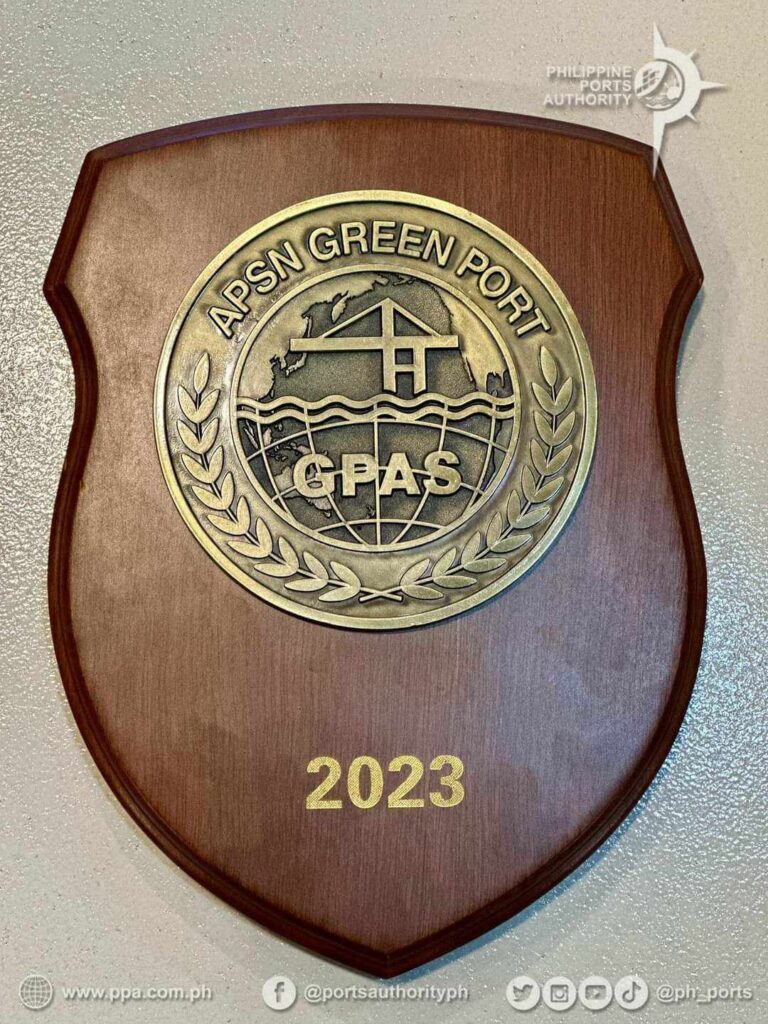 PHILIPPINE
PORTS
AUTHORITY
APSN GREEN PORT
GPAS
2023
www.ppa.com.ph
@portsauthorityph
@ph_ports